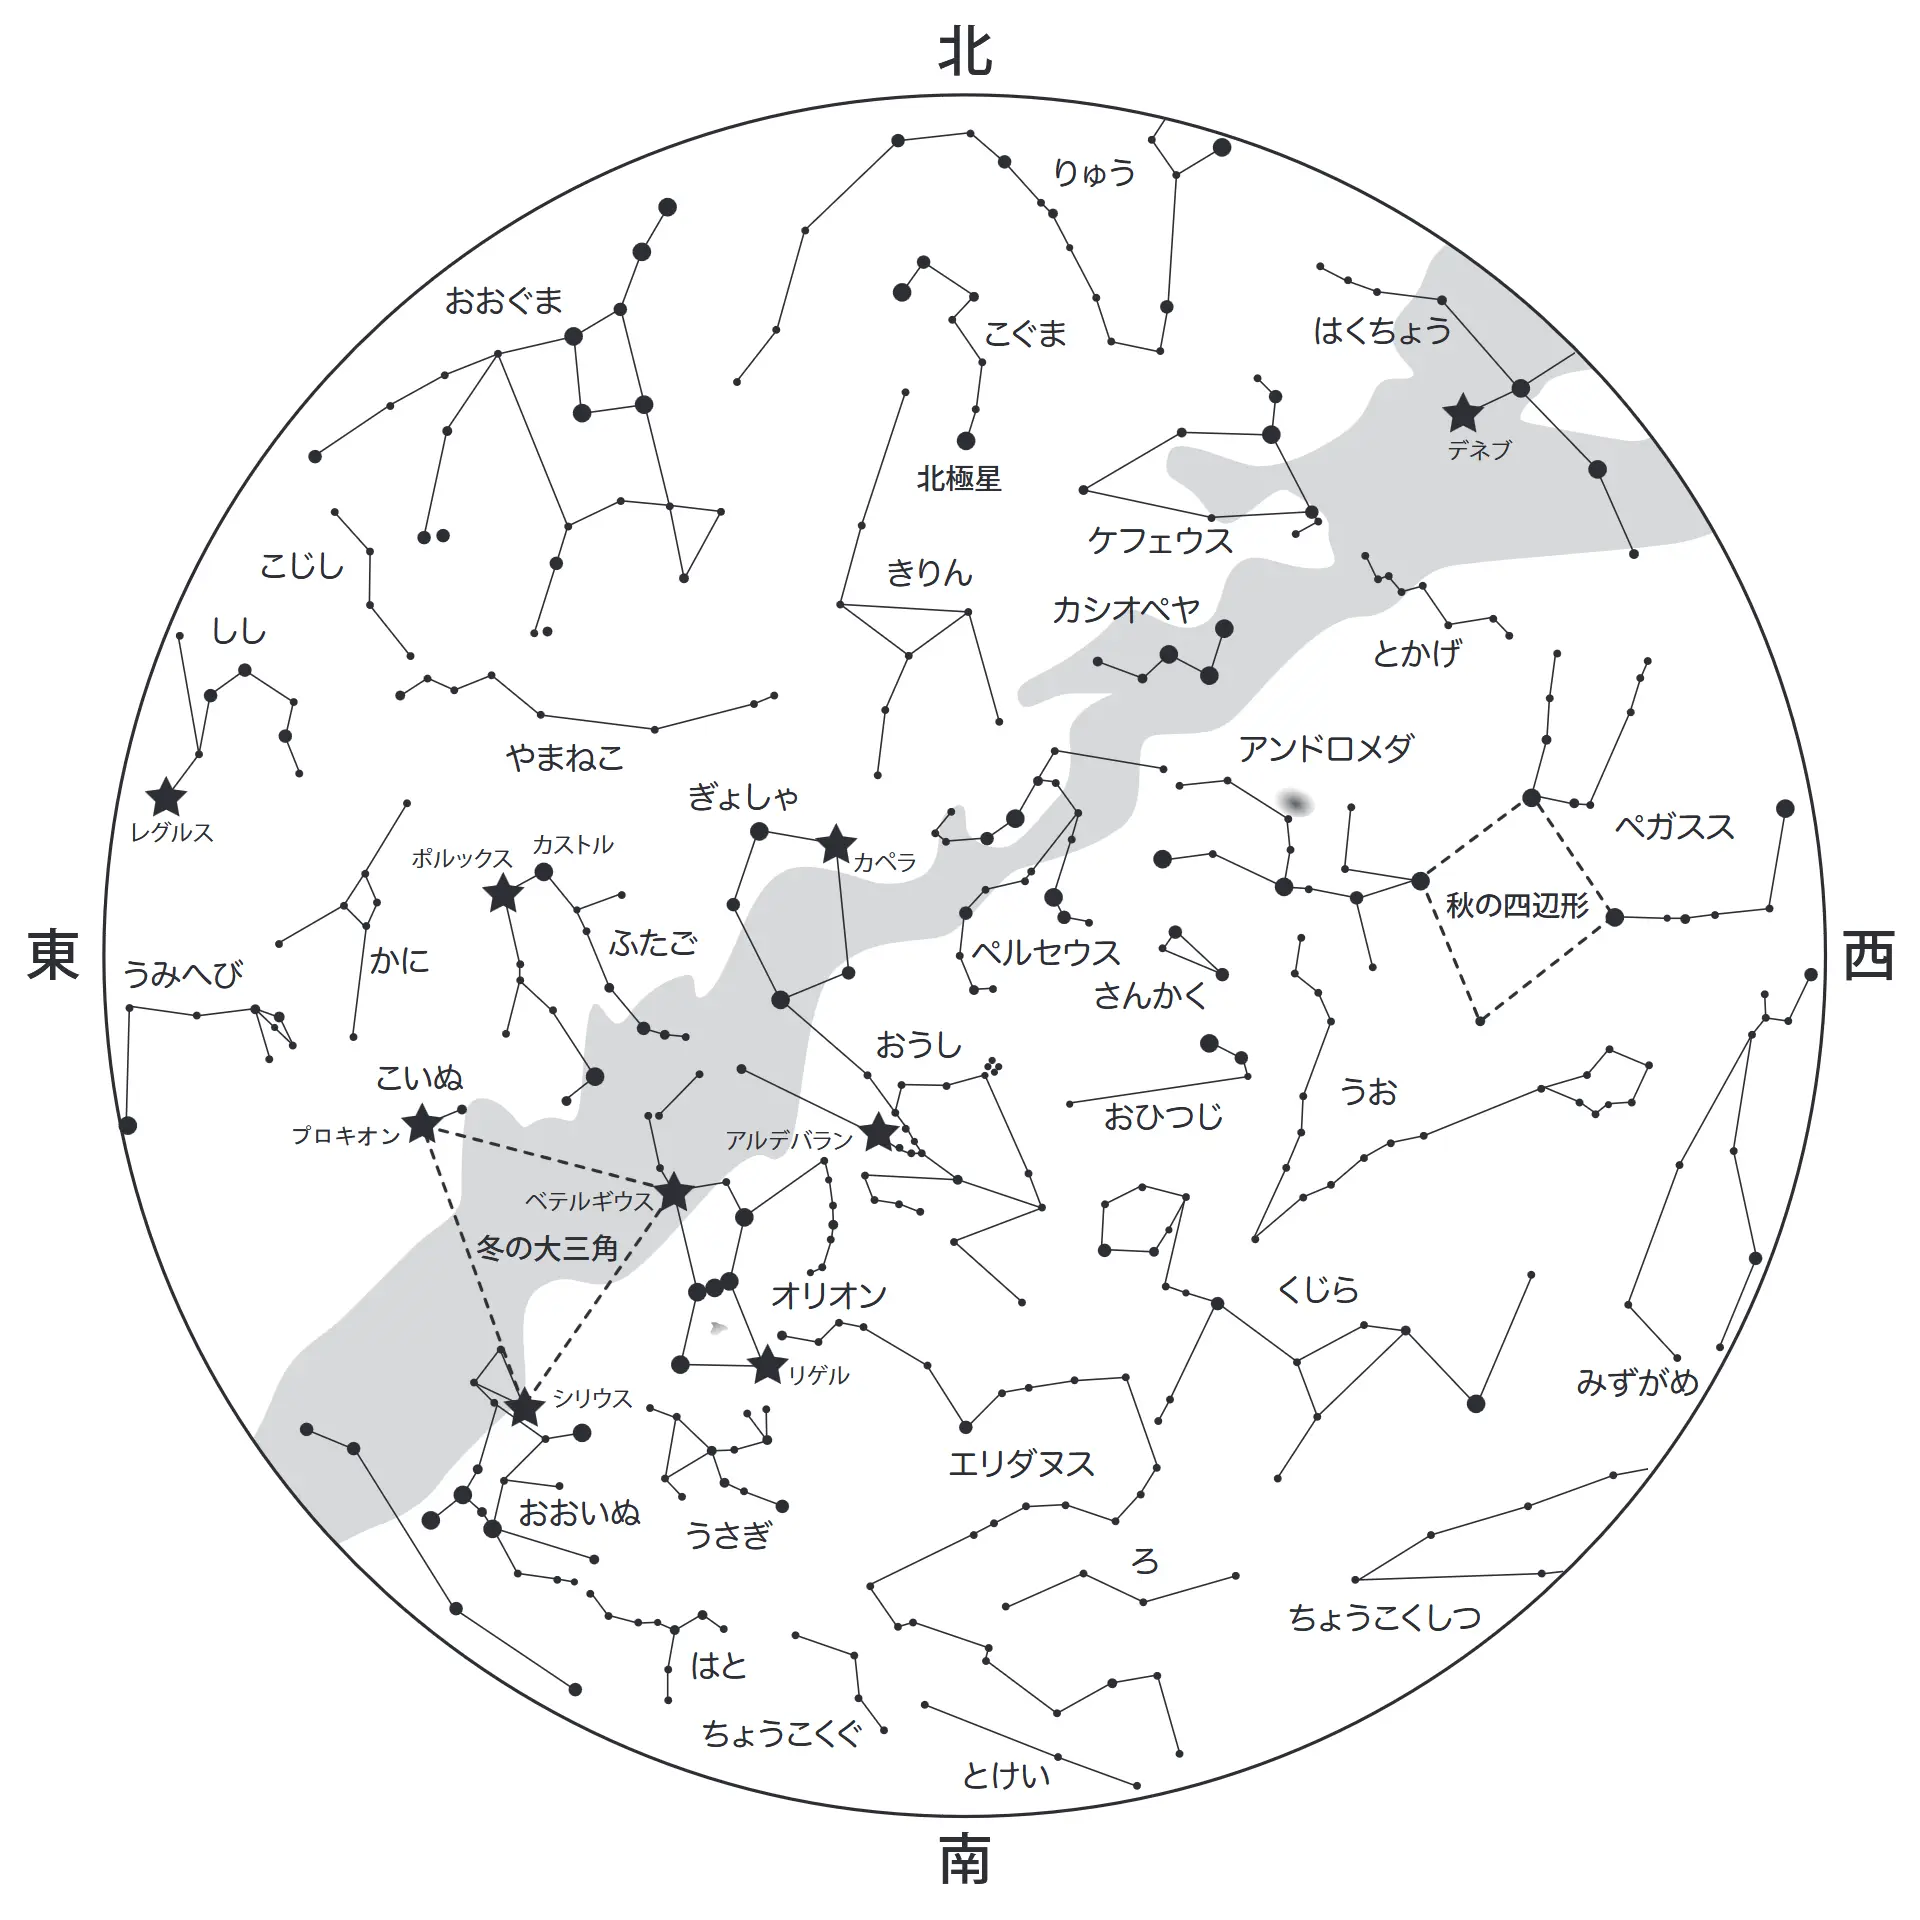 北
りゅう
おおぐま
はくちょう
こぐま
デネブ
北極星
ケフェウス
こじし
きりん
カシオペヤ
しし
とかげ
アンドロメダ
やまねこ
ぎょしゃ
ペガスス
レグルス
カストル
ポルックス
カペラ
秋の四辺形
ふたご
ペルセウス
東
西
かに
うみへび
さんかく
おうし
こいぬ
うお
おひつじ
プロキオン
アルデバラン
ベテルギウス
冬の大三角
くじら
オリオン
リゲル
みずがめ
シリウス
エリダヌス
おおいぬ
うさぎ
ろ
ちょうこくしつ
はと
ちょうこくぐ
とけい
南